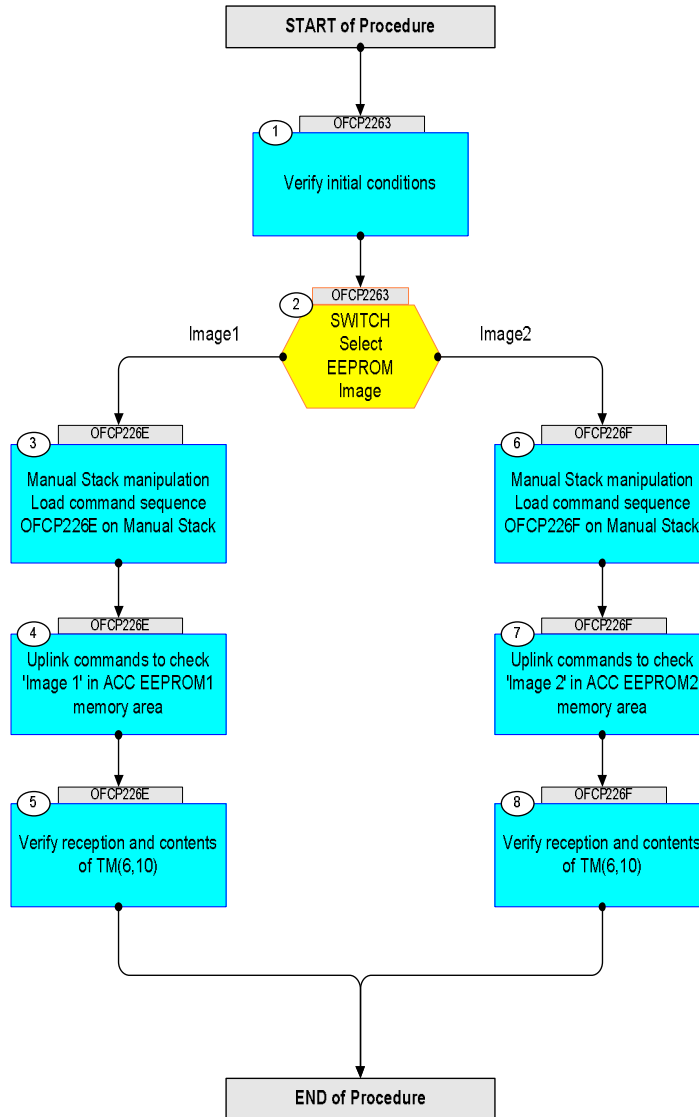 START of Procedure
OFCP2263
1
Verify initial conditions
OFCP2263
2
SWITCH
Select
EEPROM
Image
Image1
Image2
OFCP226E
3
Manual Stack manipulation
Load command sequence
OFCP226E on Manual Stack
OFCP226E
4
Uplink commands to check
'Image 1' in ACC EEPROM1
memory area
OFCP226E
5
Verify reception and contents
of TM(6,10)
OFCP226F
6
Manual Stack manipulation
Load command sequence
OFCP226F on Manual Stack
OFCP226F
7
Uplink commands to check
'Image 2' in ACC EEPROM2
memory area
OFCP226F
8
Verify reception and contents
of TM(6,10)
END of Procedure